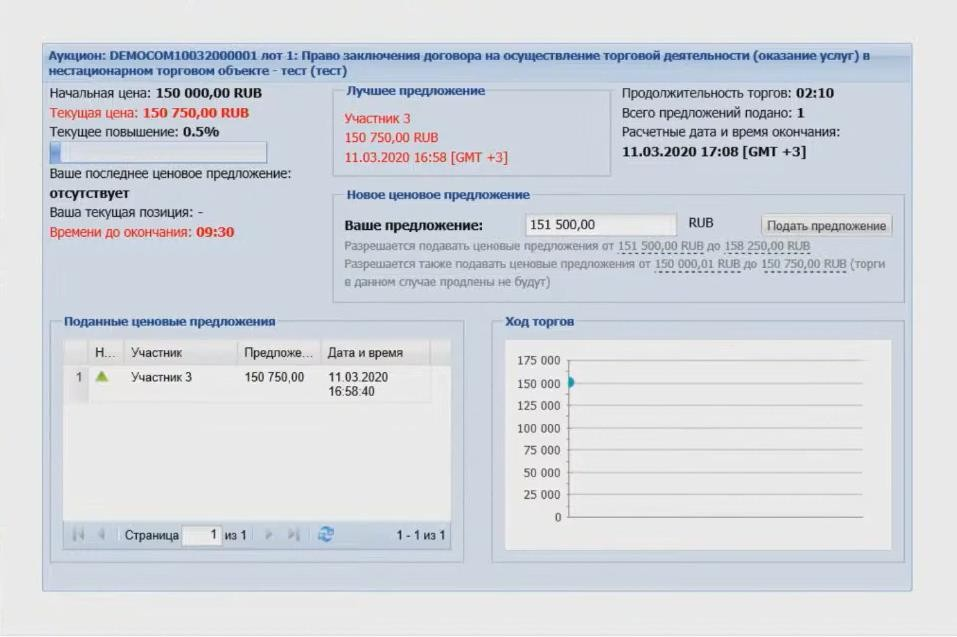 Аукцион: DEMOCOM10032000001 лот 1: Право заключения договора на осуществление торговой деятельности (оказание услуг) в
нестационарном торговом объекте - тест (тест)
Начальная цена: 150 000,00 RUB
Текущая цена: 150 750,00 RUB
Текущее повышение: 0.5%
Ваше последнее ценовое предложение:
отсутствует
Ваша текущая позиция: -
Времени до окончания: 09:30
Лучшее предложение
Участник 3
150 750,00 RUB
11.03.2020 16:58 [GMT +3]
Продолжительность торгов: 02:10
Всего предложений подано: 1
Расчетные дата и время окончания:
11.03.2020 17:08 [GMT +3]
Новое ценовое предложение
Ваше предложение: 151 500,00 RUB Подать предложение
Разрешается подавать ценовые предложения от 151 500,00 RUB до 158 250,00 RUB
Разрешается также подавать ценовые предложения от 150 000,01 RUB до 150 750,00 RUB (торги
в данном случае продлены не будут)
Поданные ценовые предложения
Н... Участник Предложе... Дата и время
1 Участник 3 150 750,00 11.03.2020
16:58:40
Страница 1 из 1 1 - 1 из 1
Ход торгов
175 000
150 000
125 000
100 000
75 000
50 000
25 000
0